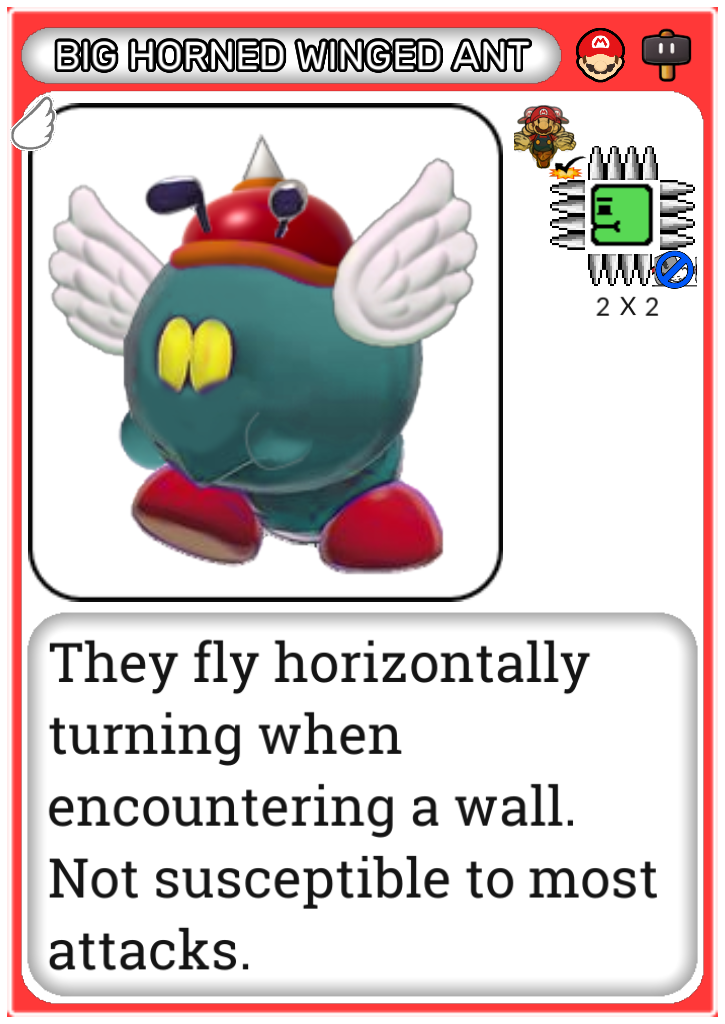 BIG HORNED WINGED ANT
M
2 X 2
They fly horizontally
turning when
encountering a wall.
Not susceptible to most
attacks.